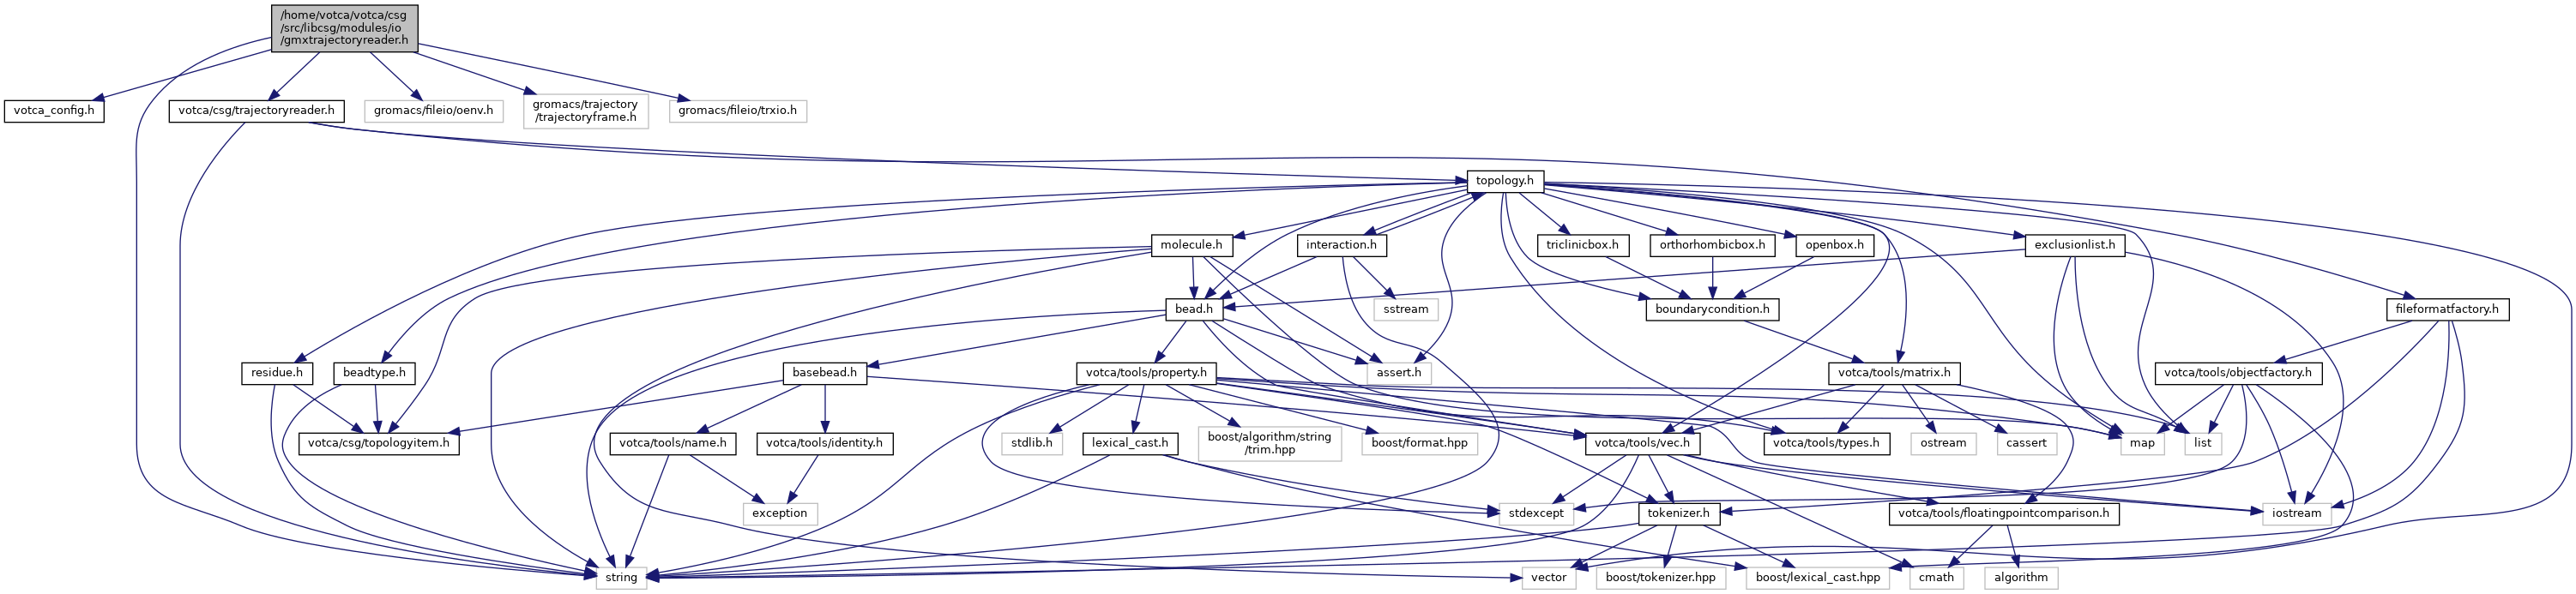 /home/votca/votca/csg
/src/libcsg/modules/io
/gmxtrajectoryreader.h
votca_config.h
votca/csg/trajectoryreader.h
gromacs/fileio/oenv.h
gromacs/trajectory
/trajectoryframe.h
gromacs/fileio/trxio.h
topology.h
molecule.h
interaction.h
triclinicbox.h
orthorhombicbox.h
openbox.h
exclusionlist.h
bead.h
sstream
boundarycondition.h
fileformatfactory.h
residue.h
beadtype.h
basebead.h
votca/tools/property.h
assert.h
votca/tools/matrix.h
votca/tools/objectfactory.h
votca/csg/topologyitem.h
votca/tools/name.h
votca/tools/identity.h
stdlib.h
lexical_cast.h
boost/algorithm/string
/trim.hpp
boost/format.hpp
votca/tools/vec.h
votca/tools/types.h
ostream
cassert
map
list
exception
stdexcept
tokenizer.h
votca/tools/floatingpointcomparison.h
iostream
string
vector
boost/tokenizer.hpp
boost/lexical_cast.hpp
cmath
algorithm